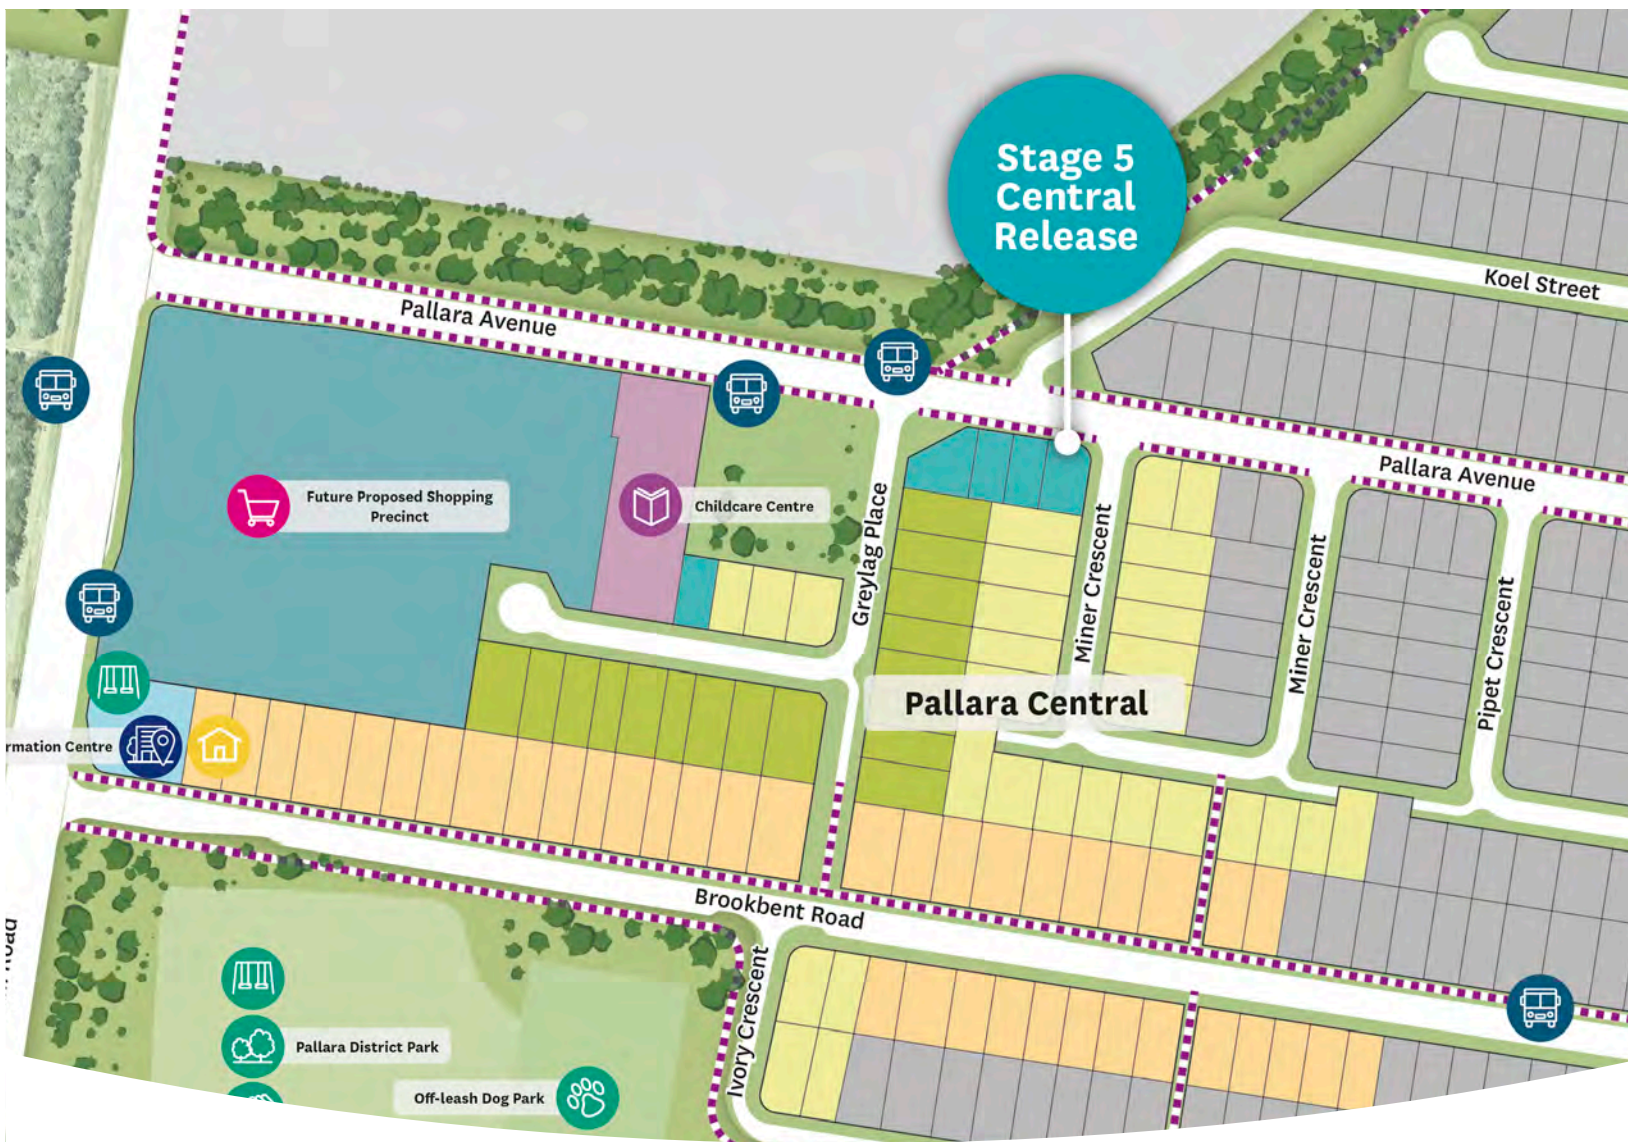 Stage 5
Central
Release
Koel Street
Pallara Avenue
Pallara Avenue
Future Proposed Shopping
Precinct
Childcare Centre
Greylag Place
Miner Crescent
Miner Crescent
Pipet Crescent
Pallara Central
rmation Centre
Brookbent Road
Road
Ivory Crescent
Pallara District Park
Off-leash Dog Park